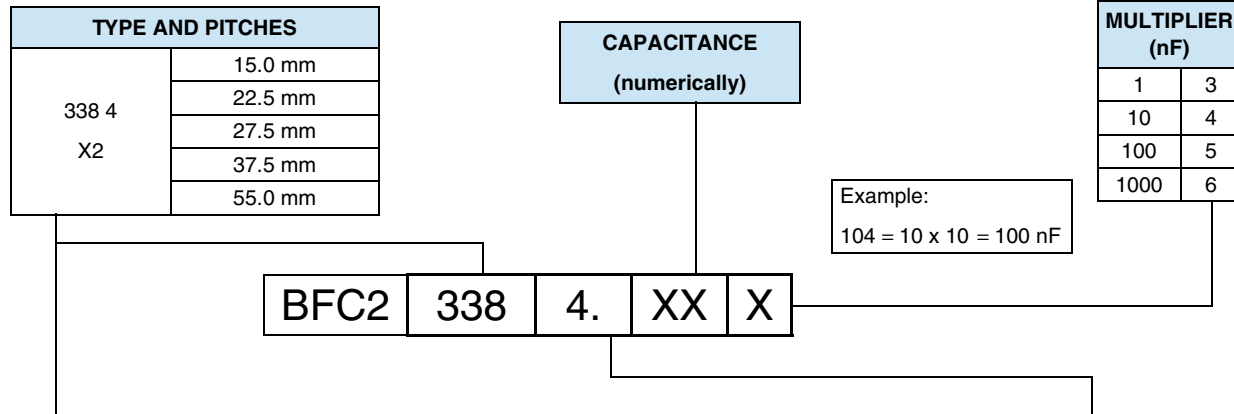 TYPE AND PITCHES
338 4
X2
15.0 mm
22.5 mm
27.5 mm
37.5 mm
55.0 mm
CAPACITANCE
(numerically)
MULTIPLIER
(nF)
1 3
10 4
100 5
1000 6
Example:
104 = 10 x 10 = 100 nF
BFC2 338 4. XX X